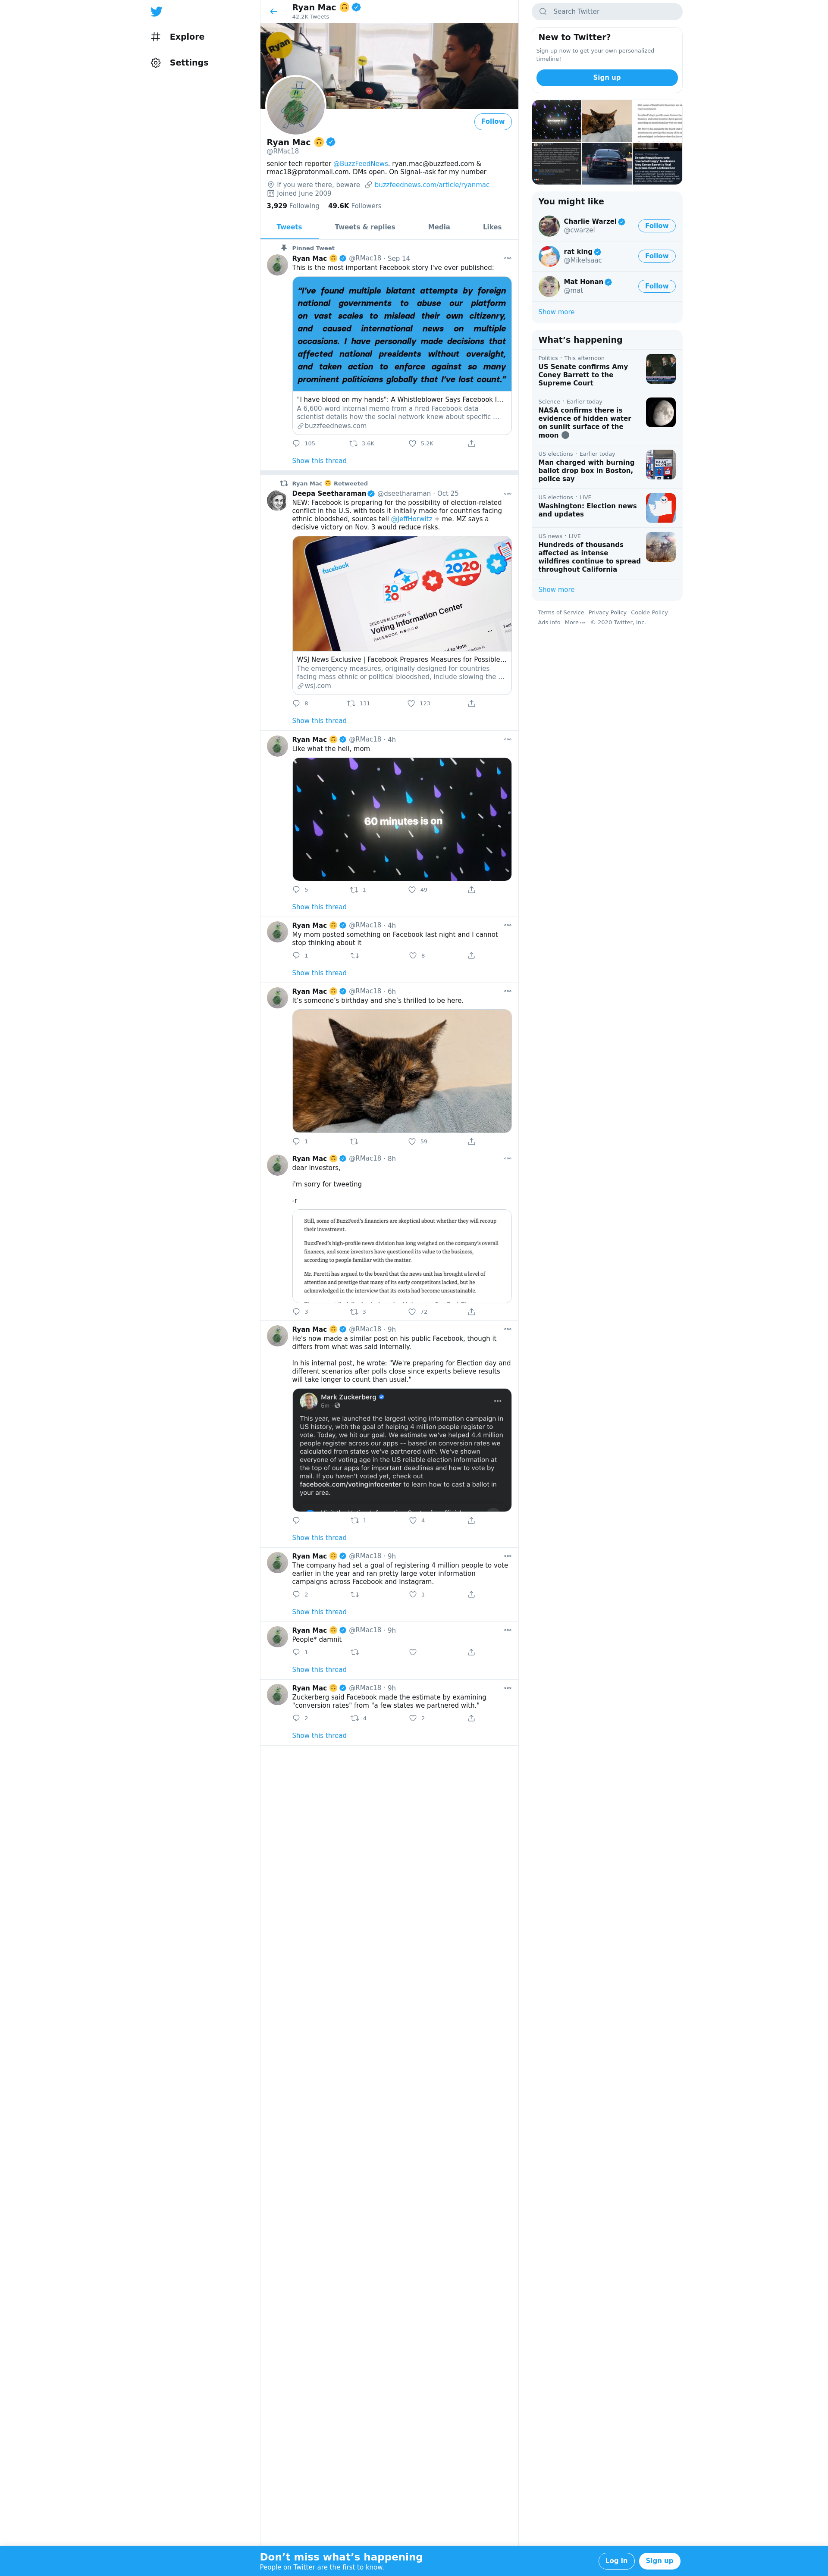 Explore
Settings
Ryan Mac 🙃
42.2K Tweets
Ryan
Follow
Ryan Mac 🙃
@RMac18
senior tech reporter @BuzzFeedNews. ryan.mac@buzzfeed.com &
rmac18@protonmail.com. DMs open. On Signal--ask for my number
If you were there, beware buzzfeednews.com/article/ryanmac
Joined June 2009
3,929 Following 49.6K Followers
Tweets Tweets & replies Media Likes
Pinned Tweet
Ryan Mac 🙃 @RMac18 · Sep 14
This is the most important Facebook story I've ever published:
"I've found multiple blatant attempts by foreign
national governments to abuse our platform
on vast scales to mislead their own citizenry,
and caused international news on multiple
occasions. I have personally made decisions that
affected national presidents without oversight,
and taken action to enforce against so many
prominent politicians globally that I've lost count."
"I have blood on my hands": A Whistleblower Says Facebook I...
A 6,600-word internal memo from a fired Facebook data
scientist details how the social network knew about specific ...
buzzfeednews.com
105 3.6K 5.2K
Show this thread
Ryan Mac 🙃 Retweeted
Deepa Seetharaman @dseetharaman · Oct 25
NEW: Facebook is preparing for the possibility of election-related
conflict in the U.S. with tools it initially made for countries facing
ethnic bloodshed, sources tell @JeffHorwitz + me. MZ says a
decisive victory on Nov. 3 would reduce risks.
facebook
2020
2020
2020 US ELECTION
Voting Information Center
FACEBOOK
WSJ News Exclusive | Facebook Prepares Measures for Possible...
The emergency measures, originally designed for countries
facing mass ethnic or political bloodshed, include slowing the ...
wsj.com
8 131 123
Show this thread
Ryan Mac 🙃 @RMac18 · 4h
Like what the hell, mom
60 minutes is on
5 1 49
Show this thread
Ryan Mac 🙃 @RMac18 · 4h
My mom posted something on Facebook last night and I cannot
stop thinking about it
1 8
Show this thread
Ryan Mac 🙃 @RMac18 · 6h
It's someone's birthday and she's thrilled to be here.
1 59
Ryan Mac 🙃 @RMac18 · 8h
dear investors,
i'm sorry for tweeting
-r
Still, some of BuzzFeed's financiers are skeptical about whether they will recoup
their investment.
BuzzFeed's high-profile news division has long weighed on the company's overall
finances, and some investors have questioned its value to the business,
according to people familiar with the matter.
Mr. Peretti has argued to the board that the news unit has brought a level of
attention and prestige that many of its early competitors lacked, but he
acknowledged in the interview that its costs had become unsustainable.
3 3 72
Ryan Mac 🙃 @RMac18 · 9h
He's now made a similar post on his public Facebook, though it
differs from what was said internally.
In his internal post, he wrote: "We're preparing for Election day and
different scenarios after polls close since experts believe results
will take longer to count than usual."
Mark Zuckerberg
5m ·
This year, we launched the largest voting information campaign in
US history, with the goal of helping 4 million people register to
vote. Today, we hit our goal. We estimate we've helped 4.4 million
people register across our apps -- based on conversion rates we
calculated from states we've partnered with. We've shown
everyone of voting age in the US reliable election information at
the top of our apps for important deadlines and how to vote by
mail. If you haven't voted yet, check out
facebook.com/votinginfocenter to learn how to cast a ballot in
your area.
1 4
Show this thread
Ryan Mac 🙃 @RMac18 · 9h
The company had set a goal of registering 4 million people to vote
earlier in the year and ran pretty large voter information
campaigns across Facebook and Instagram.
2 1
Show this thread
Ryan Mac 🙃 @RMac18 · 9h
People* damnit
1
Show this thread
Ryan Mac 🙃 @RMac18 · 9h
Zuckerberg said Facebook made the estimate by examining
"conversion rates" from "a few states we partnered with."
2 4 2
Show this thread
Search Twitter
New to Twitter?
Sign up now to get your own personalized
timeline!
Sign up
You might like
Charlie Warzel
@cwarzel
Follow
rat king
@MikeIsaac
Follow
Mat Honan
@mat
Follow
Show more
What's happening
Politics · This afternoon
US Senate confirms Amy
Coney Barrett to the
Supreme Court
Science · Earlier today
NASA confirms there is
evidence of hidden water
on sunlit surface of the
moon 🌑
US elections · Earlier today
Man charged with burning
ballot drop box in Boston,
police say
US elections · LIVE
Washington: Election news
and updates
US news · LIVE
Hundreds of thousands
affected as intense
wildfires continue to spread
throughout California
Show more
Terms of Service Privacy Policy Cookie Policy
Ads info More © 2020 Twitter, Inc.
Don't miss what's happening
People on Twitter are the first to know.
Log in Sign up